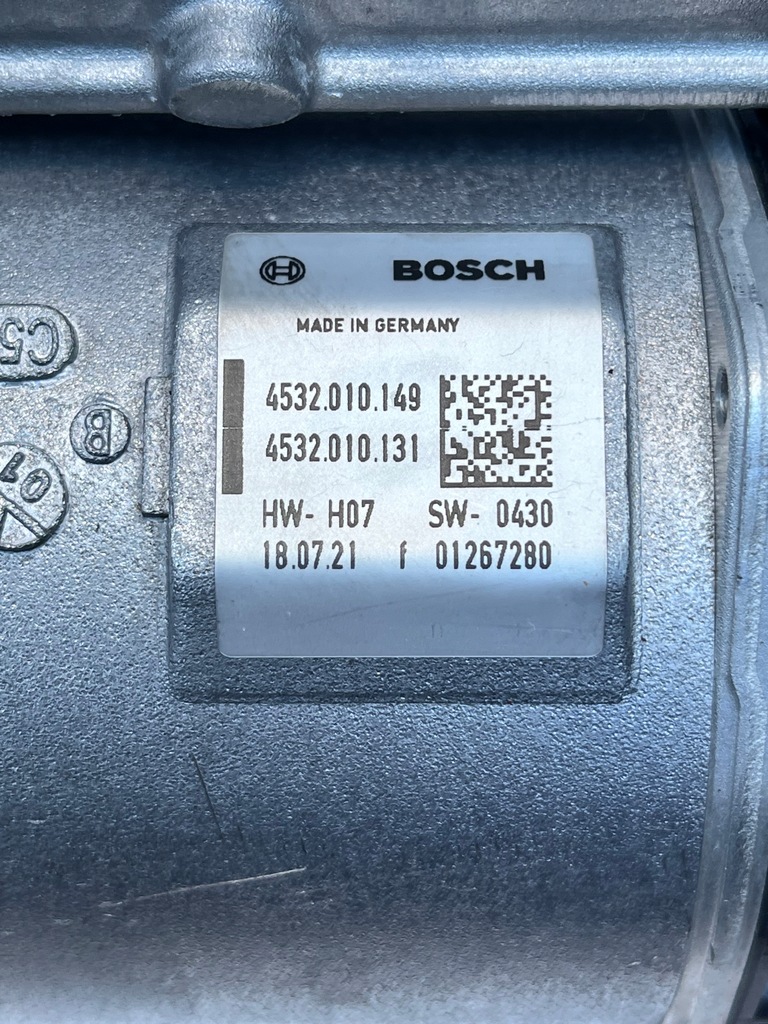 BOSCH
MADE IN GERMANY
4532.010.149
4532.010.131
HW- H07 SW- 0430
18.07.21 f 01267280
C5
B
01